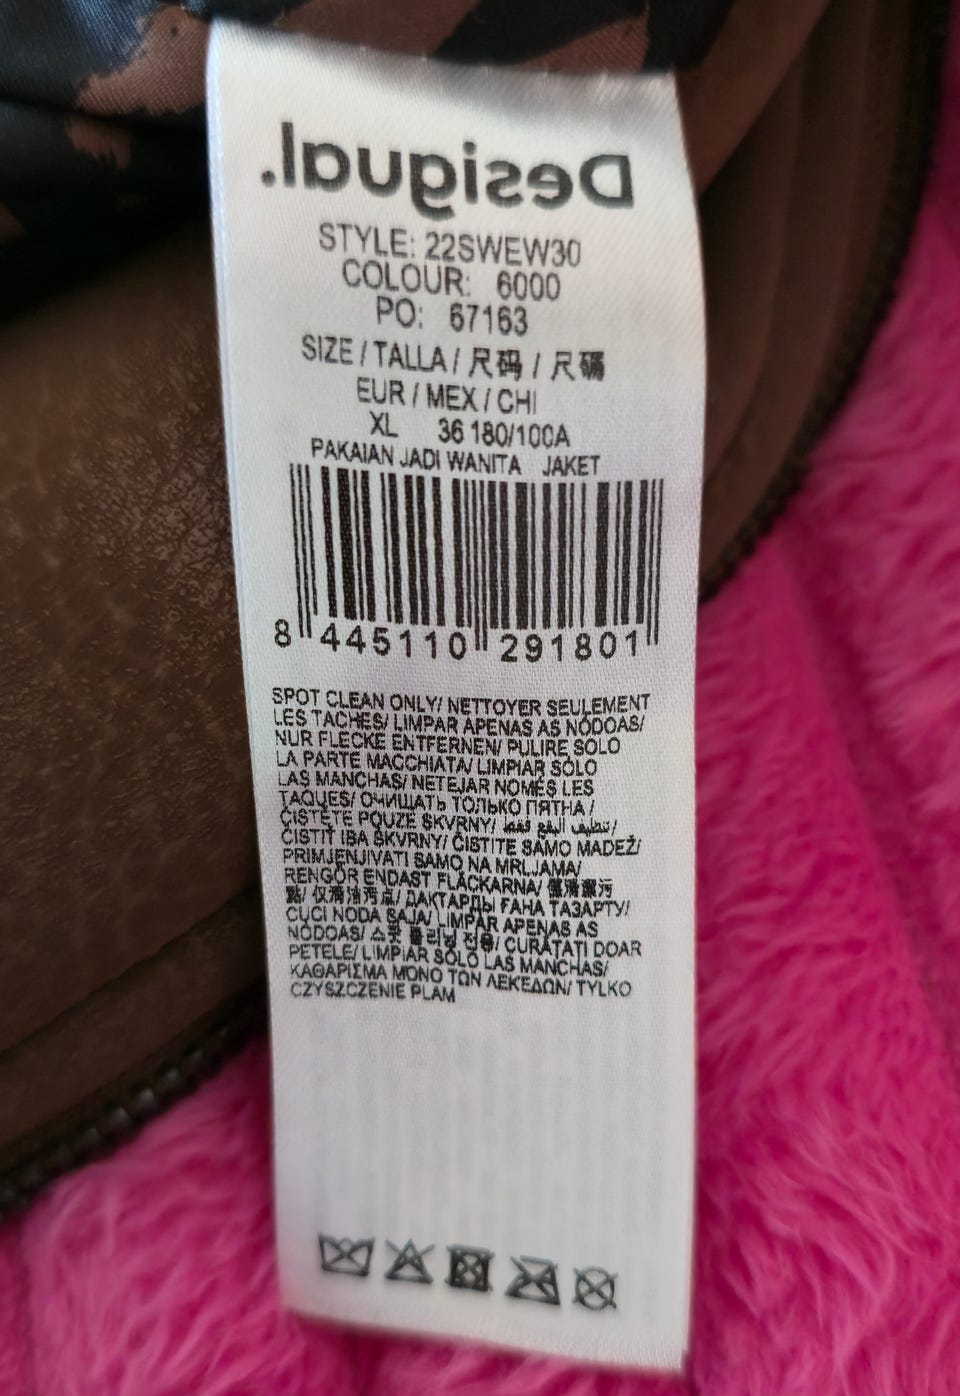 Desigual.
STYLE: 22SWEW30
COLOUR: 6000
PO: 67163
SIZE / TALLA / 尺码 / 尺碼
EUR / MEX / CHI
XL 36 180/100A
PAKAIAN JADI WANITA JAKET
8 445110 291801
SPOT CLEAN ONLY/ NETTOYER SEULEMENT
LES TACHES/ LIMPAR APENAS AS NÓDOAS/
NUR FLECKE ENTFERNEN/ PULIRE SOLO
LA PARTE MACCHIATA/ LIMPIAR SÓLO
LAS MANCHAS/ NETEJAR NOMÉS LES
TAQUES/ ОЧИЩАТЬ ТОЛЬКО ПЯТНА /
ČISTĚTE POUZE SKVRNY/ تنظيف البقع فقط /
ČISTIT IBA ŠKVRNY/ ČISTITE SAMO MADEŽ/
PRIMJENJIVATI SAMO NA MRLJAMA/
RENGÖR ENDAST FLÄCKARNA/ 僅清潔污
點/ 仅清洁污点/ ДАКТАРДЫ ҒАНА ТАЗАРТУ/
CUCI NODA SAJA/ LIMPAR APENAS AS
NÓDOAS/ 스팟 클리닝 전용/ CURĂȚAȚI DOAR
PETELE/ LIMPIAR SÓLO LAS MANCHAS/
ΚΑΘΑΡΙΣΜΑ ΜΟΝΟ ΤΩΝ ΛΕΚΕΔΩΝ/ TYLKO
CZYSZCZENIE PLAM